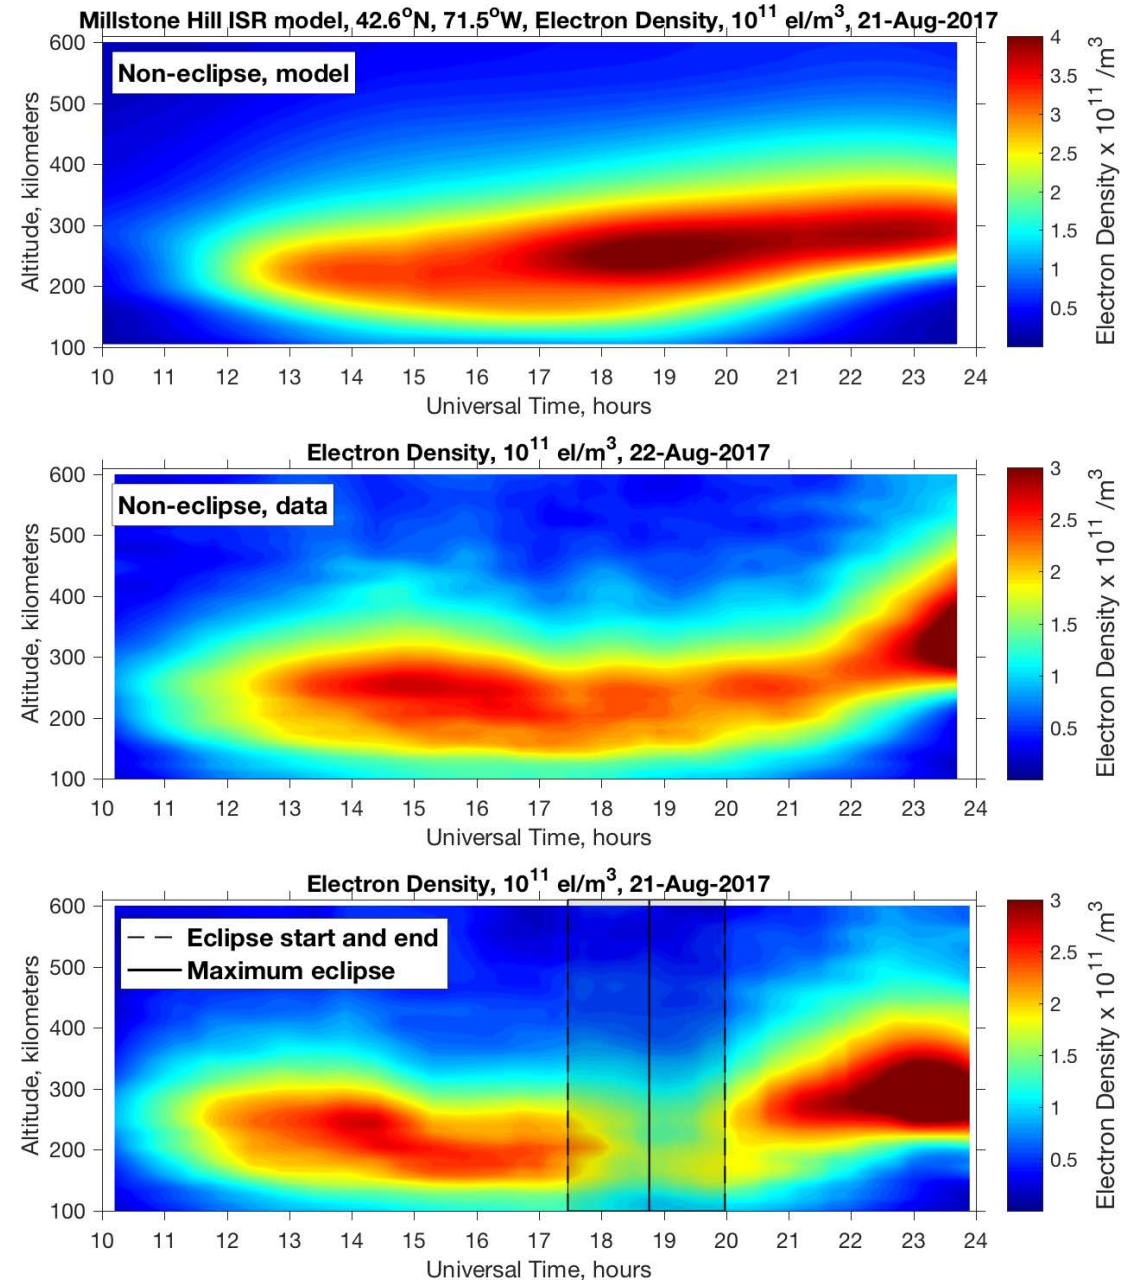 Millstone Hill ISR model, 42.6°N, 71.5°W, Electron Density, 10¹¹ el/m³, 21-Aug-2017
Non-eclipse, model
Altitude, kilometers
600
500
400
300
200
100
10 11 12 13 14 15 16 17 18 19 20 21 22 23 24
Universal Time, hours
4
3.5
3
2.5
2
1.5
1
0.5
Electron Density x 10¹¹ /m³
Electron Density, 10¹¹ el/m³, 22-Aug-2017
Non-eclipse, data
Altitude, kilometers
600
500
400
300
200
100
10 11 12 13 14 15 16 17 18 19 20 21 22 23 24
Universal Time, hours
3
2.5
2
1.5
1
0.5
Electron Density x 10¹¹ /m³
Electron Density, 10¹¹ el/m³, 21-Aug-2017
Eclipse start and end
Maximum eclipse
Altitude, kilometers
600
500
400
300
200
100
10 11 12 13 14 15 16 17 18 19 20 21 22 23 24
Universal Time, hours
3
2.5
2
1.5
1
0.5
Electron Density x 10¹¹ /m³